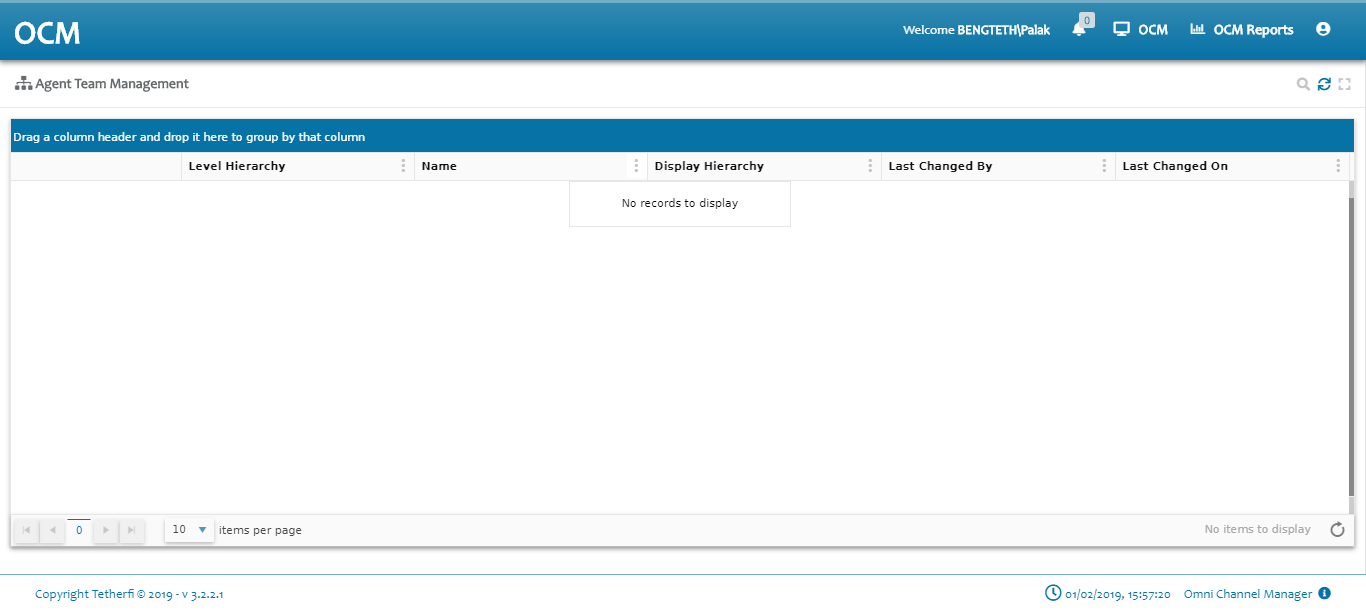 OCM
Welcome BENGTETH\Palak
0
OCM
OCM Reports
Agent Team Management
Drag a column header and drop it here to group by that column
Level Hierarchy
Name
Display Hierarchy
Last Changed By
Last Changed On
No records to display
0
10
items per page
No items to display
Copyright Tetherfi © 2019 - v 3.2.2.1
01/02/2019, 15:57:20
Omni Channel Manager